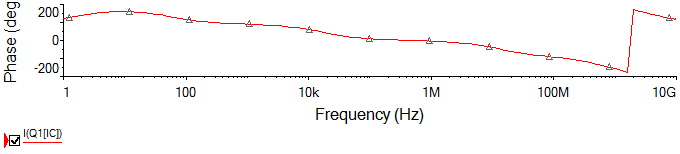 Phase (deg
200
0
-200
1
100
10k
1M
100M
10G
Frequency (Hz)
I(Q1[IC])